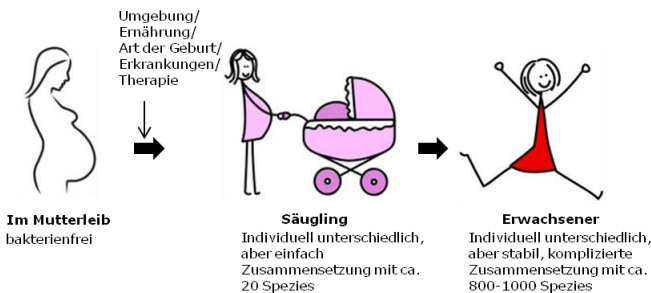 Umgebung/
Ernährung/
Art der Geburt/
Erkrankungen/
Therapie
Im Mutterleib
bakterienfrei
Säugling
Individuell unterschiedlich,
aber einfach
Zusammensetzung mit ca.
20 Spezies
Erwachsener
Individuell unterschiedlich,
aber stabil, komplizierte
Zusammensetzung mit ca.
800-1000 Spezies